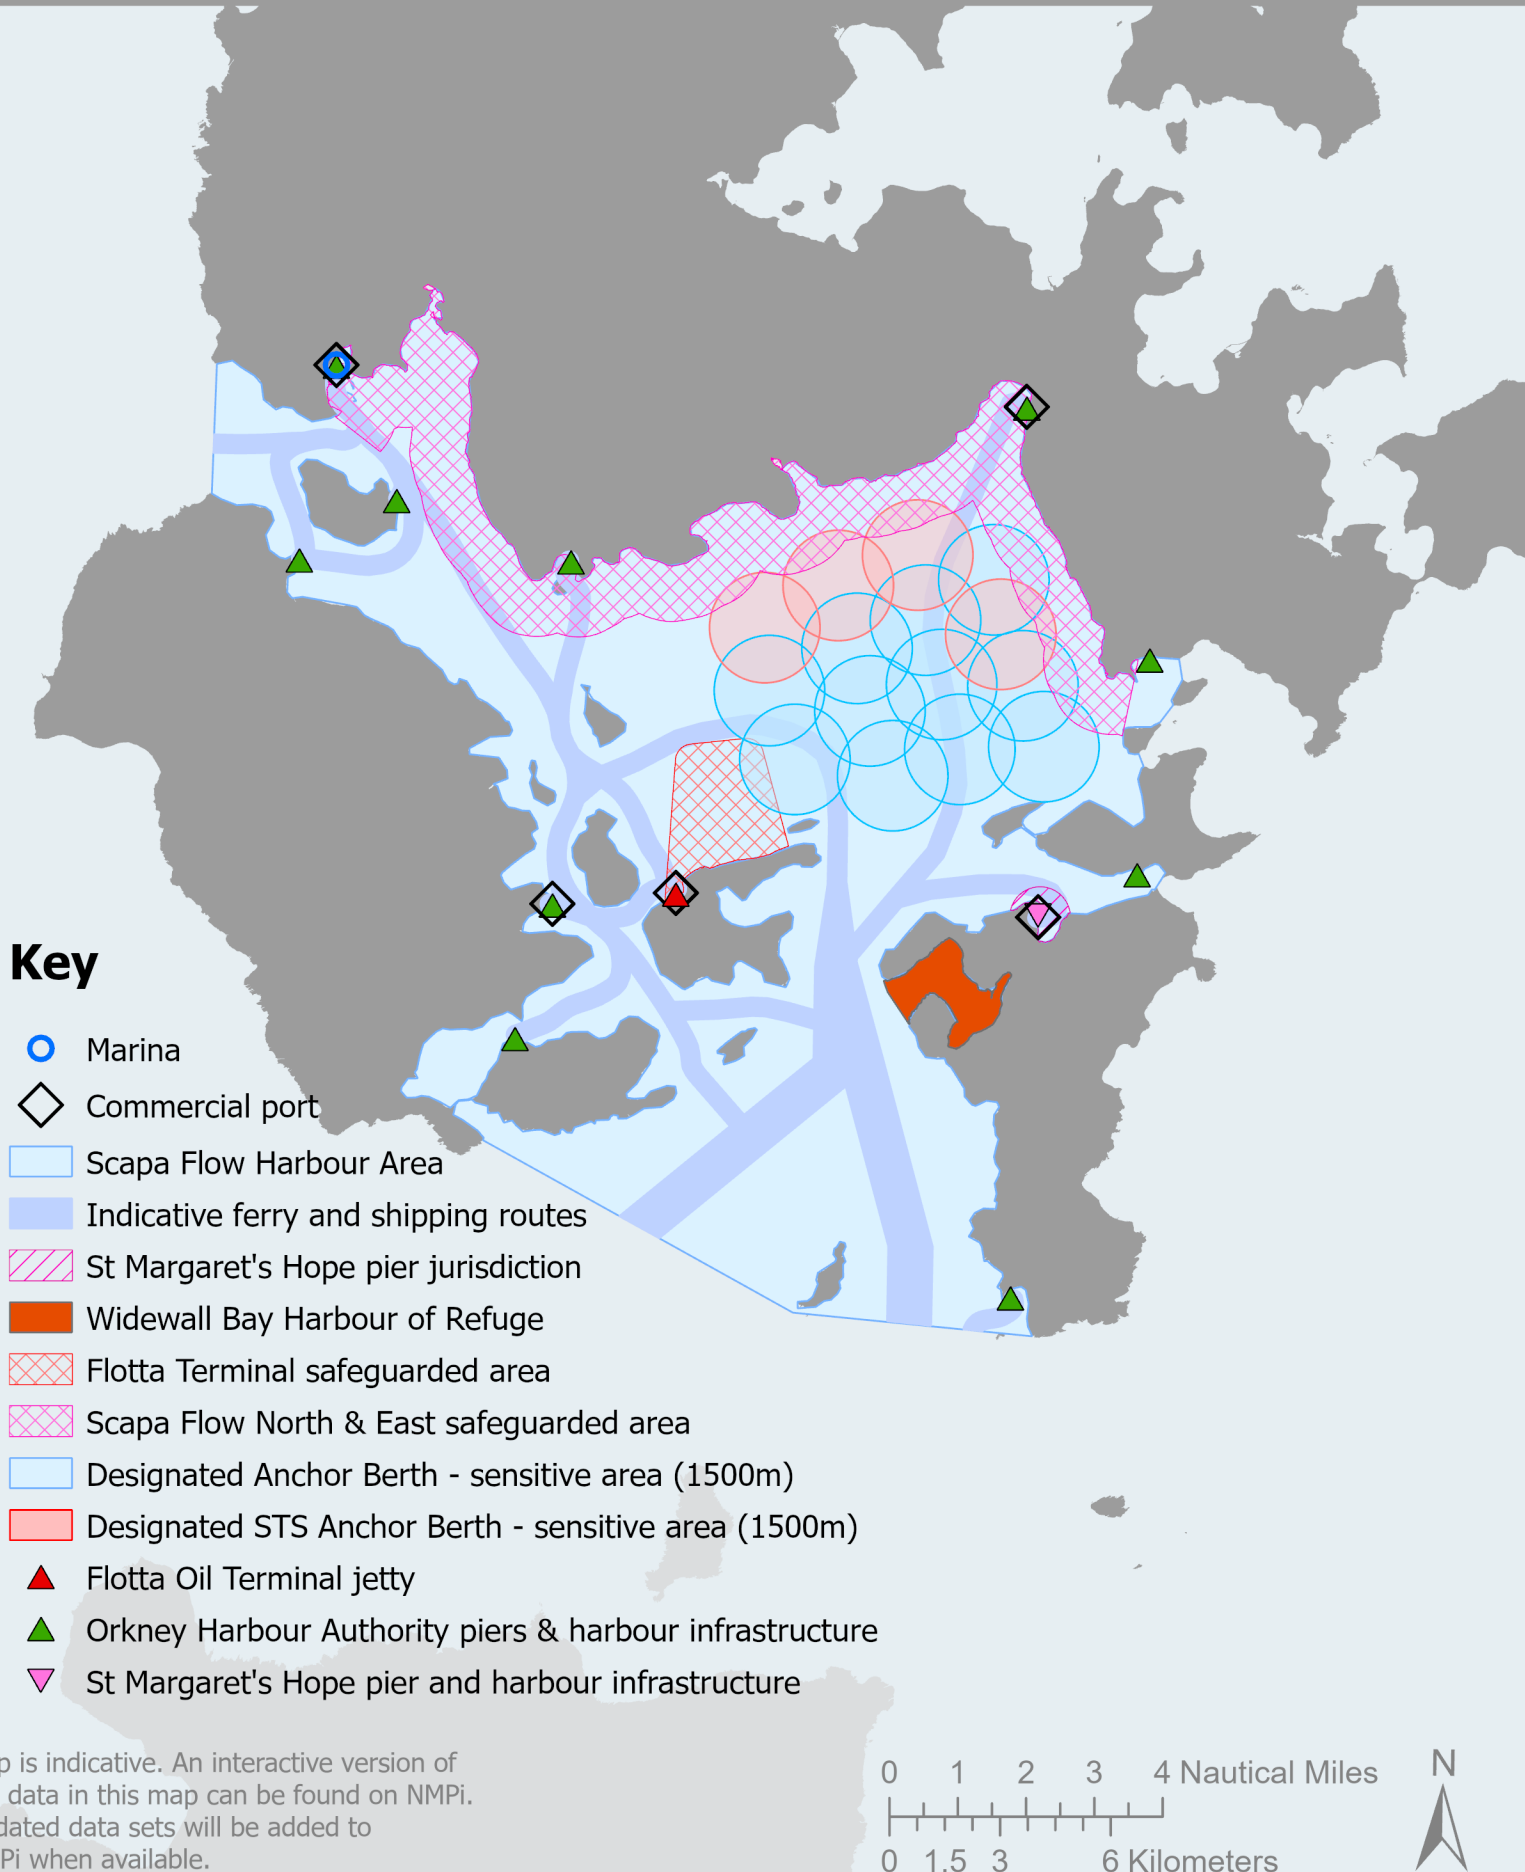 Key
Marina
Commercial port
Scapa Flow Harbour Area
Indicative ferry and shipping routes
St Margaret's Hope pier jurisdiction
Widewall Bay Harbour of Refuge
Flotta Terminal safeguarded area
Scapa Flow North & East safeguarded area
Designated Anchor Berth - sensitive area (1500m)
Designated STS Anchor Berth - sensitive area (1500m)
Flotta Oil Terminal jetty
Orkney Harbour Authority piers & harbour infrastructure
St Margaret's Hope pier and harbour infrastructure
p is indicative. An interactive version of
data in this map can be found on NMPi.
dated data sets will be added to
Pi when available.
0 1 2 3 4 Nautical Miles
0 1.5 3 6 Kilometers
N